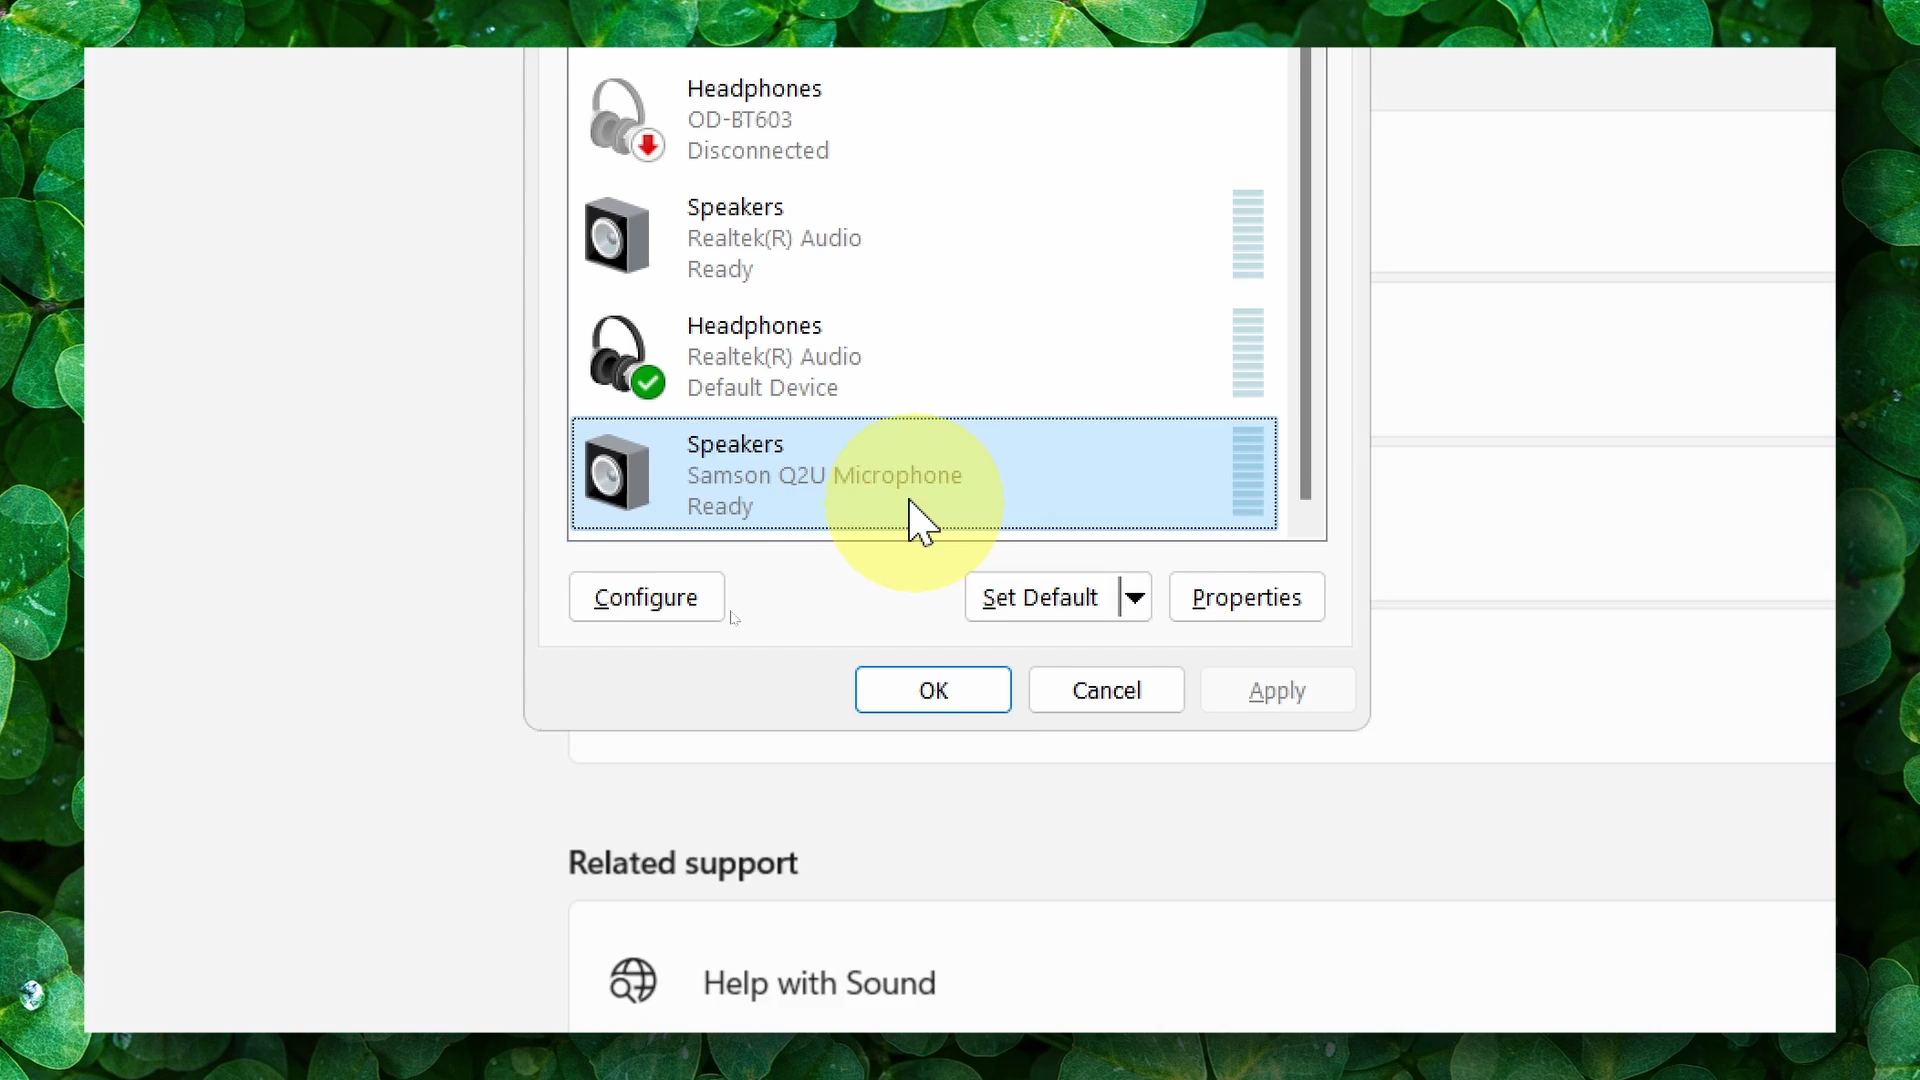 Headphones
OD-BT603
Disconnected
Speakers
Realtek(R) Audio
Ready
Headphones
Realtek(R) Audio
Default Device
Speakers
Samson Q2U Microphone
Ready
Configure
Set Default
Properties
OK
Cancel
Apply
Related support
Help with Sound